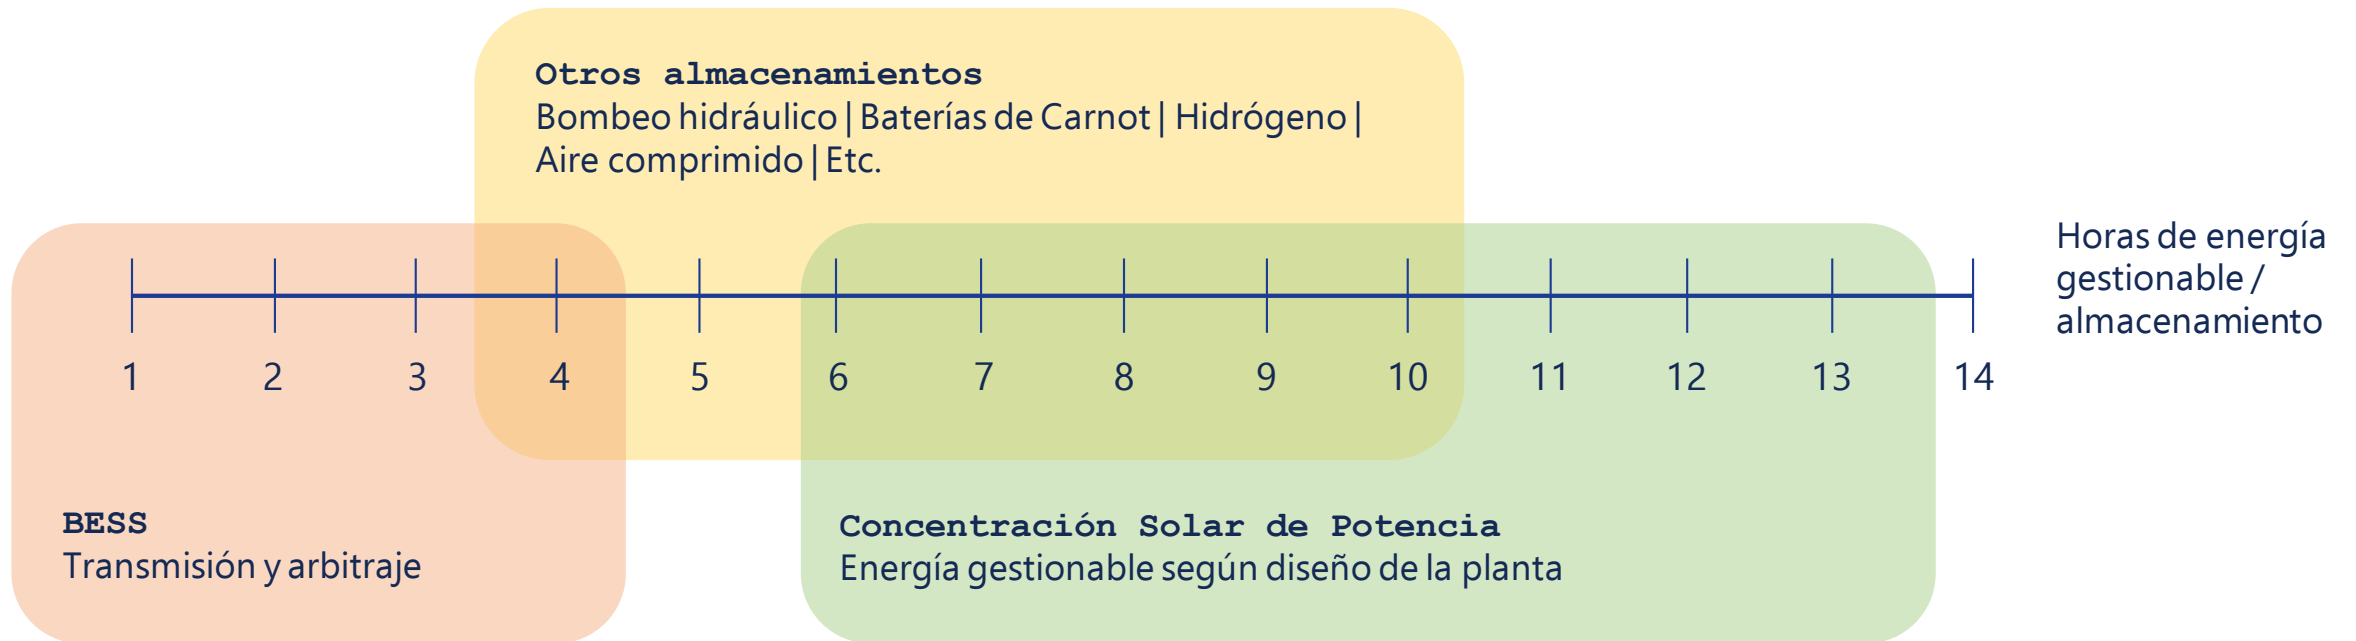 Otros almacenamientos
Bombeo hidráulico | Baterías de Carnot | Hidrógeno |
Aire comprimido | Etc.
Horas de energía
gestionable /
almacenamiento
1 2 3 4 5 6 7 8 9 10 11 12 13 14
BESS
Transmisión y arbitraje
Concentración Solar de Potencia
Energía gestionable según diseño de la planta